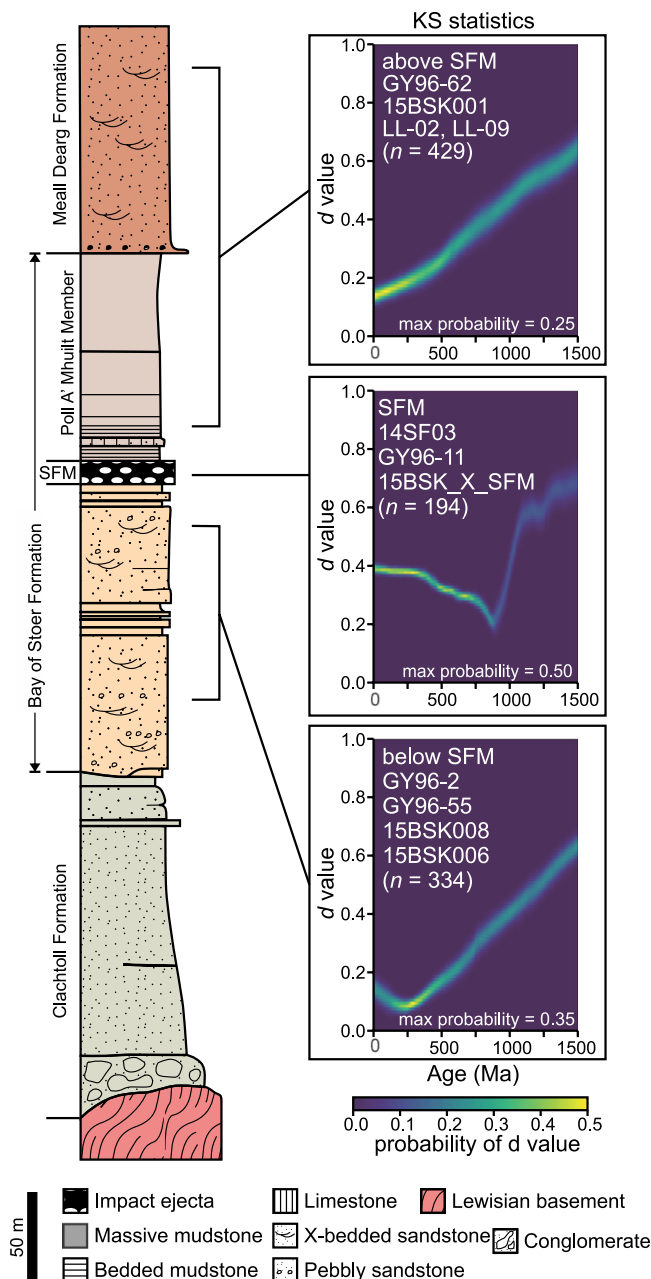 KS statistics
Meall Dearg Formation
Poll A' Mhuilt Member
SFM
Bay of Stoer Formation
Clachtoll Formation
1.0
0.8
0.6
0.4
0.2
0.0
d value
above SFM
GY96-62
15BSK001
LL-02, LL-09
(n = 429)
max probability = 0.25
0 500 1000 1500
1.0
0.8
0.6
0.4
0.2
0.0
d value
SFM
14SF03
GY96-11
15BSK_X_SFM
(n = 194)
max probability = 0.50
0 500 1000 1500
1.0
0.8
0.6
0.4
0.2
0.0
d value
below SFM
GY96-2
GY96-55
15BSK008
15BSK006
(n = 334)
max probability = 0.35
0 500 1000 1500
Age (Ma)
0.0 0.1 0.2 0.3 0.4 0.5
probability of d value
50 m
Impact ejecta
Limestone
Lewisian basement
Massive mudstone
X-bedded sandstone
Conglomerate
Bedded mudstone
Pebbly sandstone